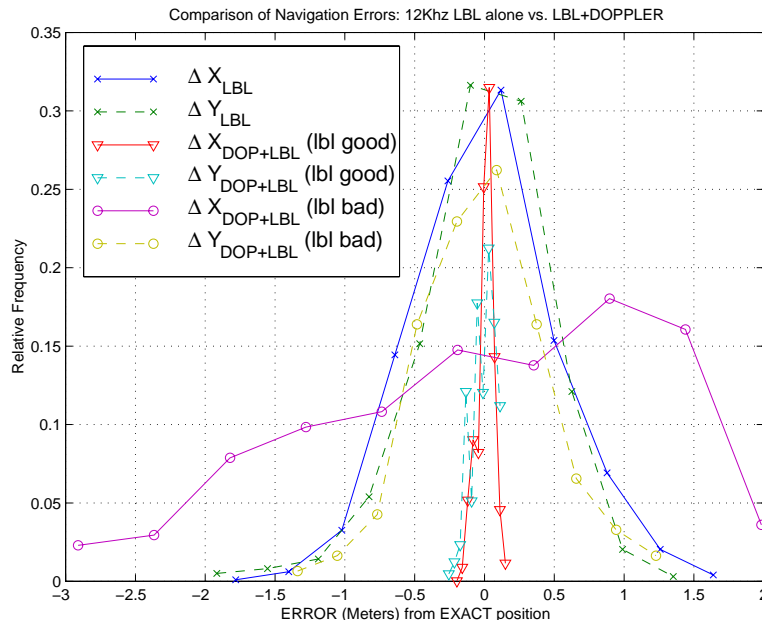 Comparison of Navigation Errors: 12Khz LBL alone vs. LBL+DOPPLER
0.35
0.3
0.25
0.2
0.15
0.1
0.05
0
Relative Frequency
Δ X_LBL
Δ Y_LBL
Δ X_DOP+LBL (lbl good)
Δ Y_DOP+LBL (lbl good)
Δ X_DOP+LBL (lbl bad)
Δ Y_DOP+LBL (lbl bad)
−3 −2.5 −2 −1.5 −1 −0.5 0 0.5 1 1.5 2
ERROR (Meters) from EXACT position